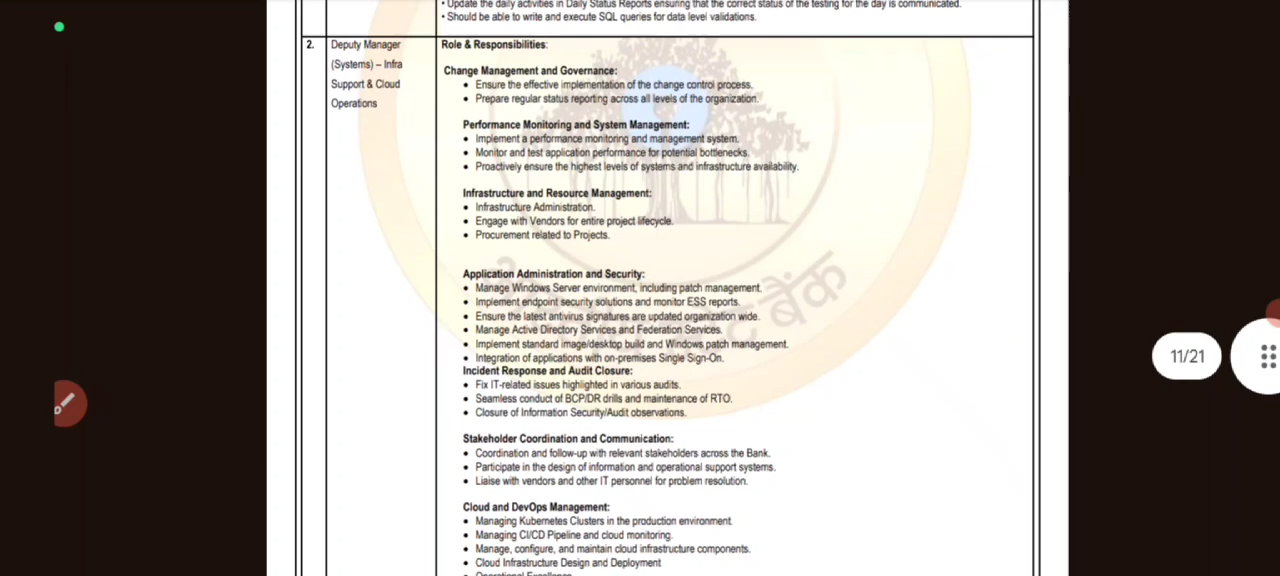 • Update the daily activities in Daily Status Reports ensuring that the correct status of the testing for the day is communicated.
• Should be able to write and execute SQL queries for data level validations.
2.
Deputy Manager
(Systems) – Infra
Support & Cloud
Operations
Role & Responsibilities:
Change Management and Governance:
• Ensure the effective implementation of the change control process.
• Prepare regular status reporting across all levels of the organization.
Performance Monitoring and System Management:
• Implement a performance monitoring and management system.
• Monitor and test application performance for potential bottlenecks.
• Proactively ensure the highest levels of systems and infrastructure availability.
Infrastructure and Resource Management:
• Infrastructure Administration.
• Engage with Vendors for entire project lifecycle.
• Procurement related to Projects.
Application Administration and Security:
• Manage Windows Server environment, including patch management.
• Implement endpoint security solutions and monitor ESS reports.
• Ensure the latest antivirus signatures are updated organization wide.
• Manage Active Directory Services and Federation Services.
• Implement standard image/desktop build and Windows patch management.
• Integration of applications with on-premises Single Sign-On.
Incident Response and Audit Closure:
• Fix IT-related issues highlighted in various audits.
• Seamless conduct of BCP/DR drills and maintenance of RTO.
• Closure of Information Security/Audit observations.
Stakeholder Coordination and Communication:
• Coordination and follow-up with relevant stakeholders across the Bank.
• Participate in the design of information and operational support systems.
• Liaise with vendors and other IT personnel for problem resolution.
Cloud and DevOps Management:
• Managing Kubernetes Clusters in the production environment.
• Managing CI/CD Pipeline and cloud monitoring.
• Manage, configure, and maintain cloud infrastructure components.
• Cloud Infrastructure Design and Deployment
• Operational Excellence
11/21
बैंक